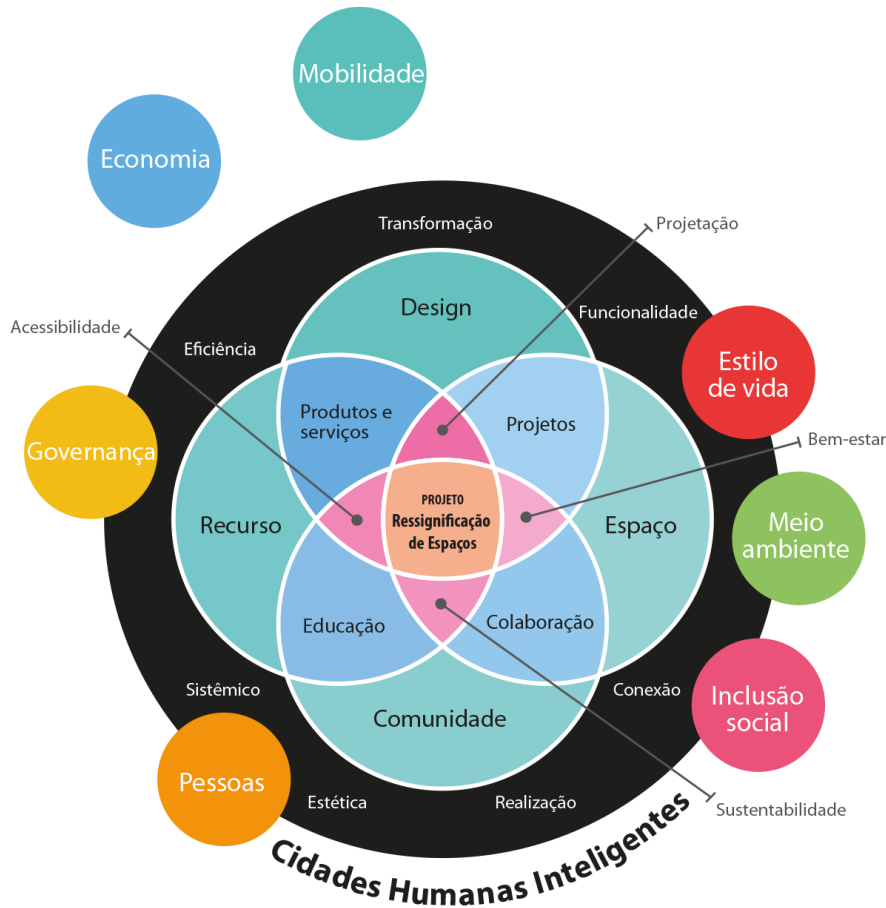 Mobilidade
Economia
Transformação
Projetação
Design
Funcionalidade
Acessibilidade
Eficiência
Estilo
de vida
Produtos e
serviços
Projetos
Governança
Bem-estar
PROJETO
Ressignificação
de Espaços
Recurso
Espaço
Meio
ambiente
Educação
Colaboração
Sistêmico
Conexão
Inclusão
social
Comunidade
Pessoas
Estética
Realização
Sustentabilidade
Cidades Humanas Inteligentes